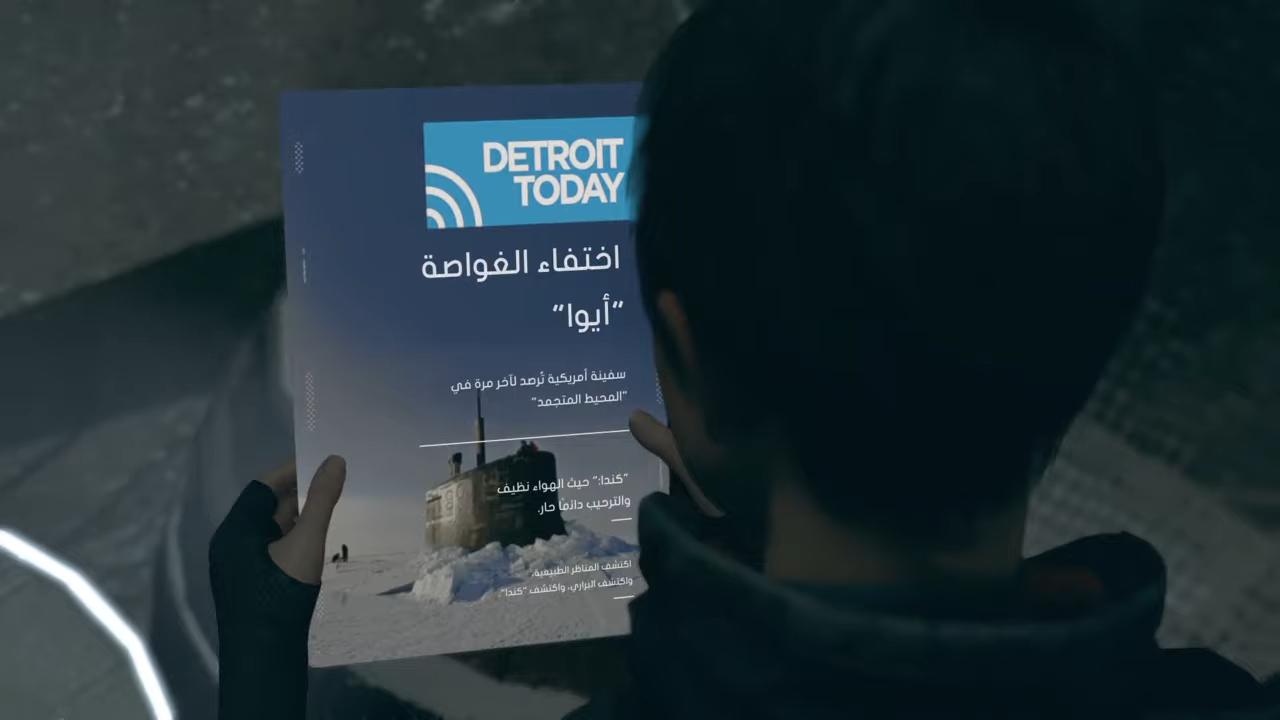 DETROIT
TODAY
اختفاء الغواصة
”أيوا“
سفينة أمريكية تُرصد لآخر مرة في
”المحيط المتجمد“
”كندا:“ حيث الهواء نظيف
والترحيب دائمًا حار.
اكتشف المناظر الطبيعية.
واكتشف البراري، واكتشف ”كندا“